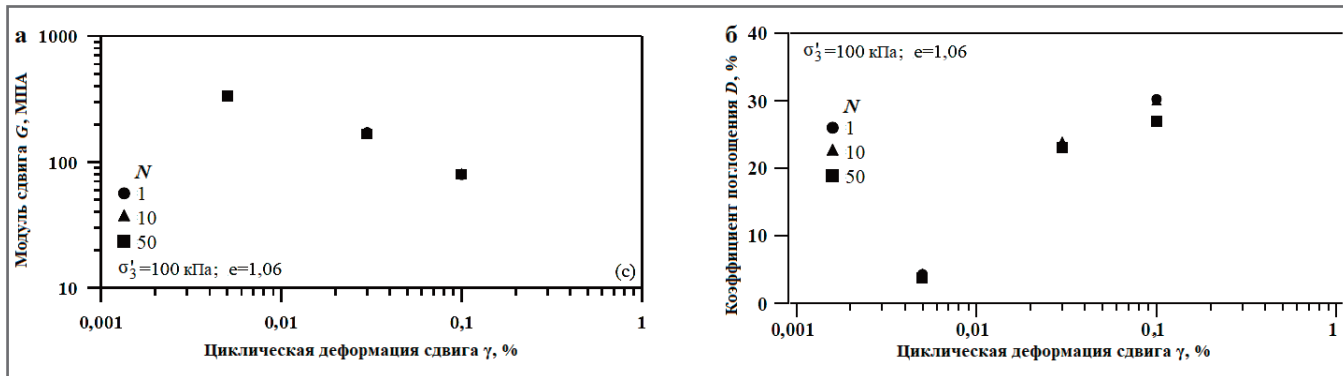 а
1000
100
10
Модуль сдвига G, МПА
N
1
10
50
σ'₃=100 кПа; e=1,06
(c)
0,001
0,01
0,1
1
Циклическая деформация сдвига γ, %
б
40
30
20
10
0
Коэффициент поглощения D, %
σ'₃=100 кПа; e=1,06
N
1
10
50
0,001
0,01
0,1
1
Циклическая деформация сдвига γ, %